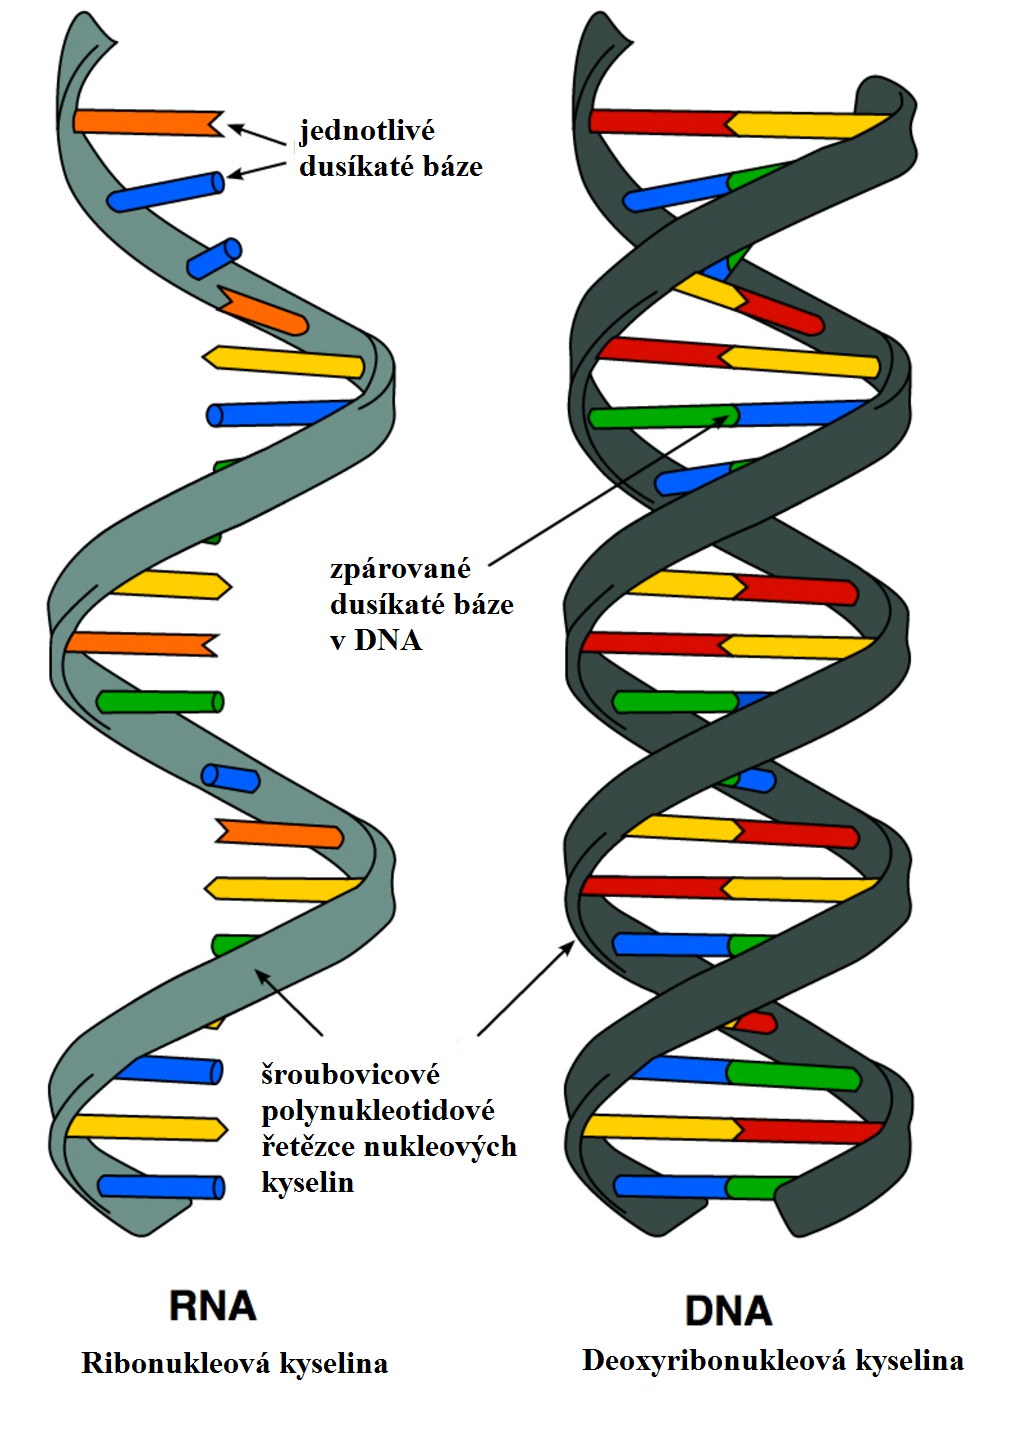 jednotlivé
dusíkaté báze
zpárované
dusíkaté báze
v DNA
šroubovicové
polynukleotidové
řetězce nukleových
kyselin
RNA
Ribonukleová kyselina
DNA
Deoxyribonukleová kyselina